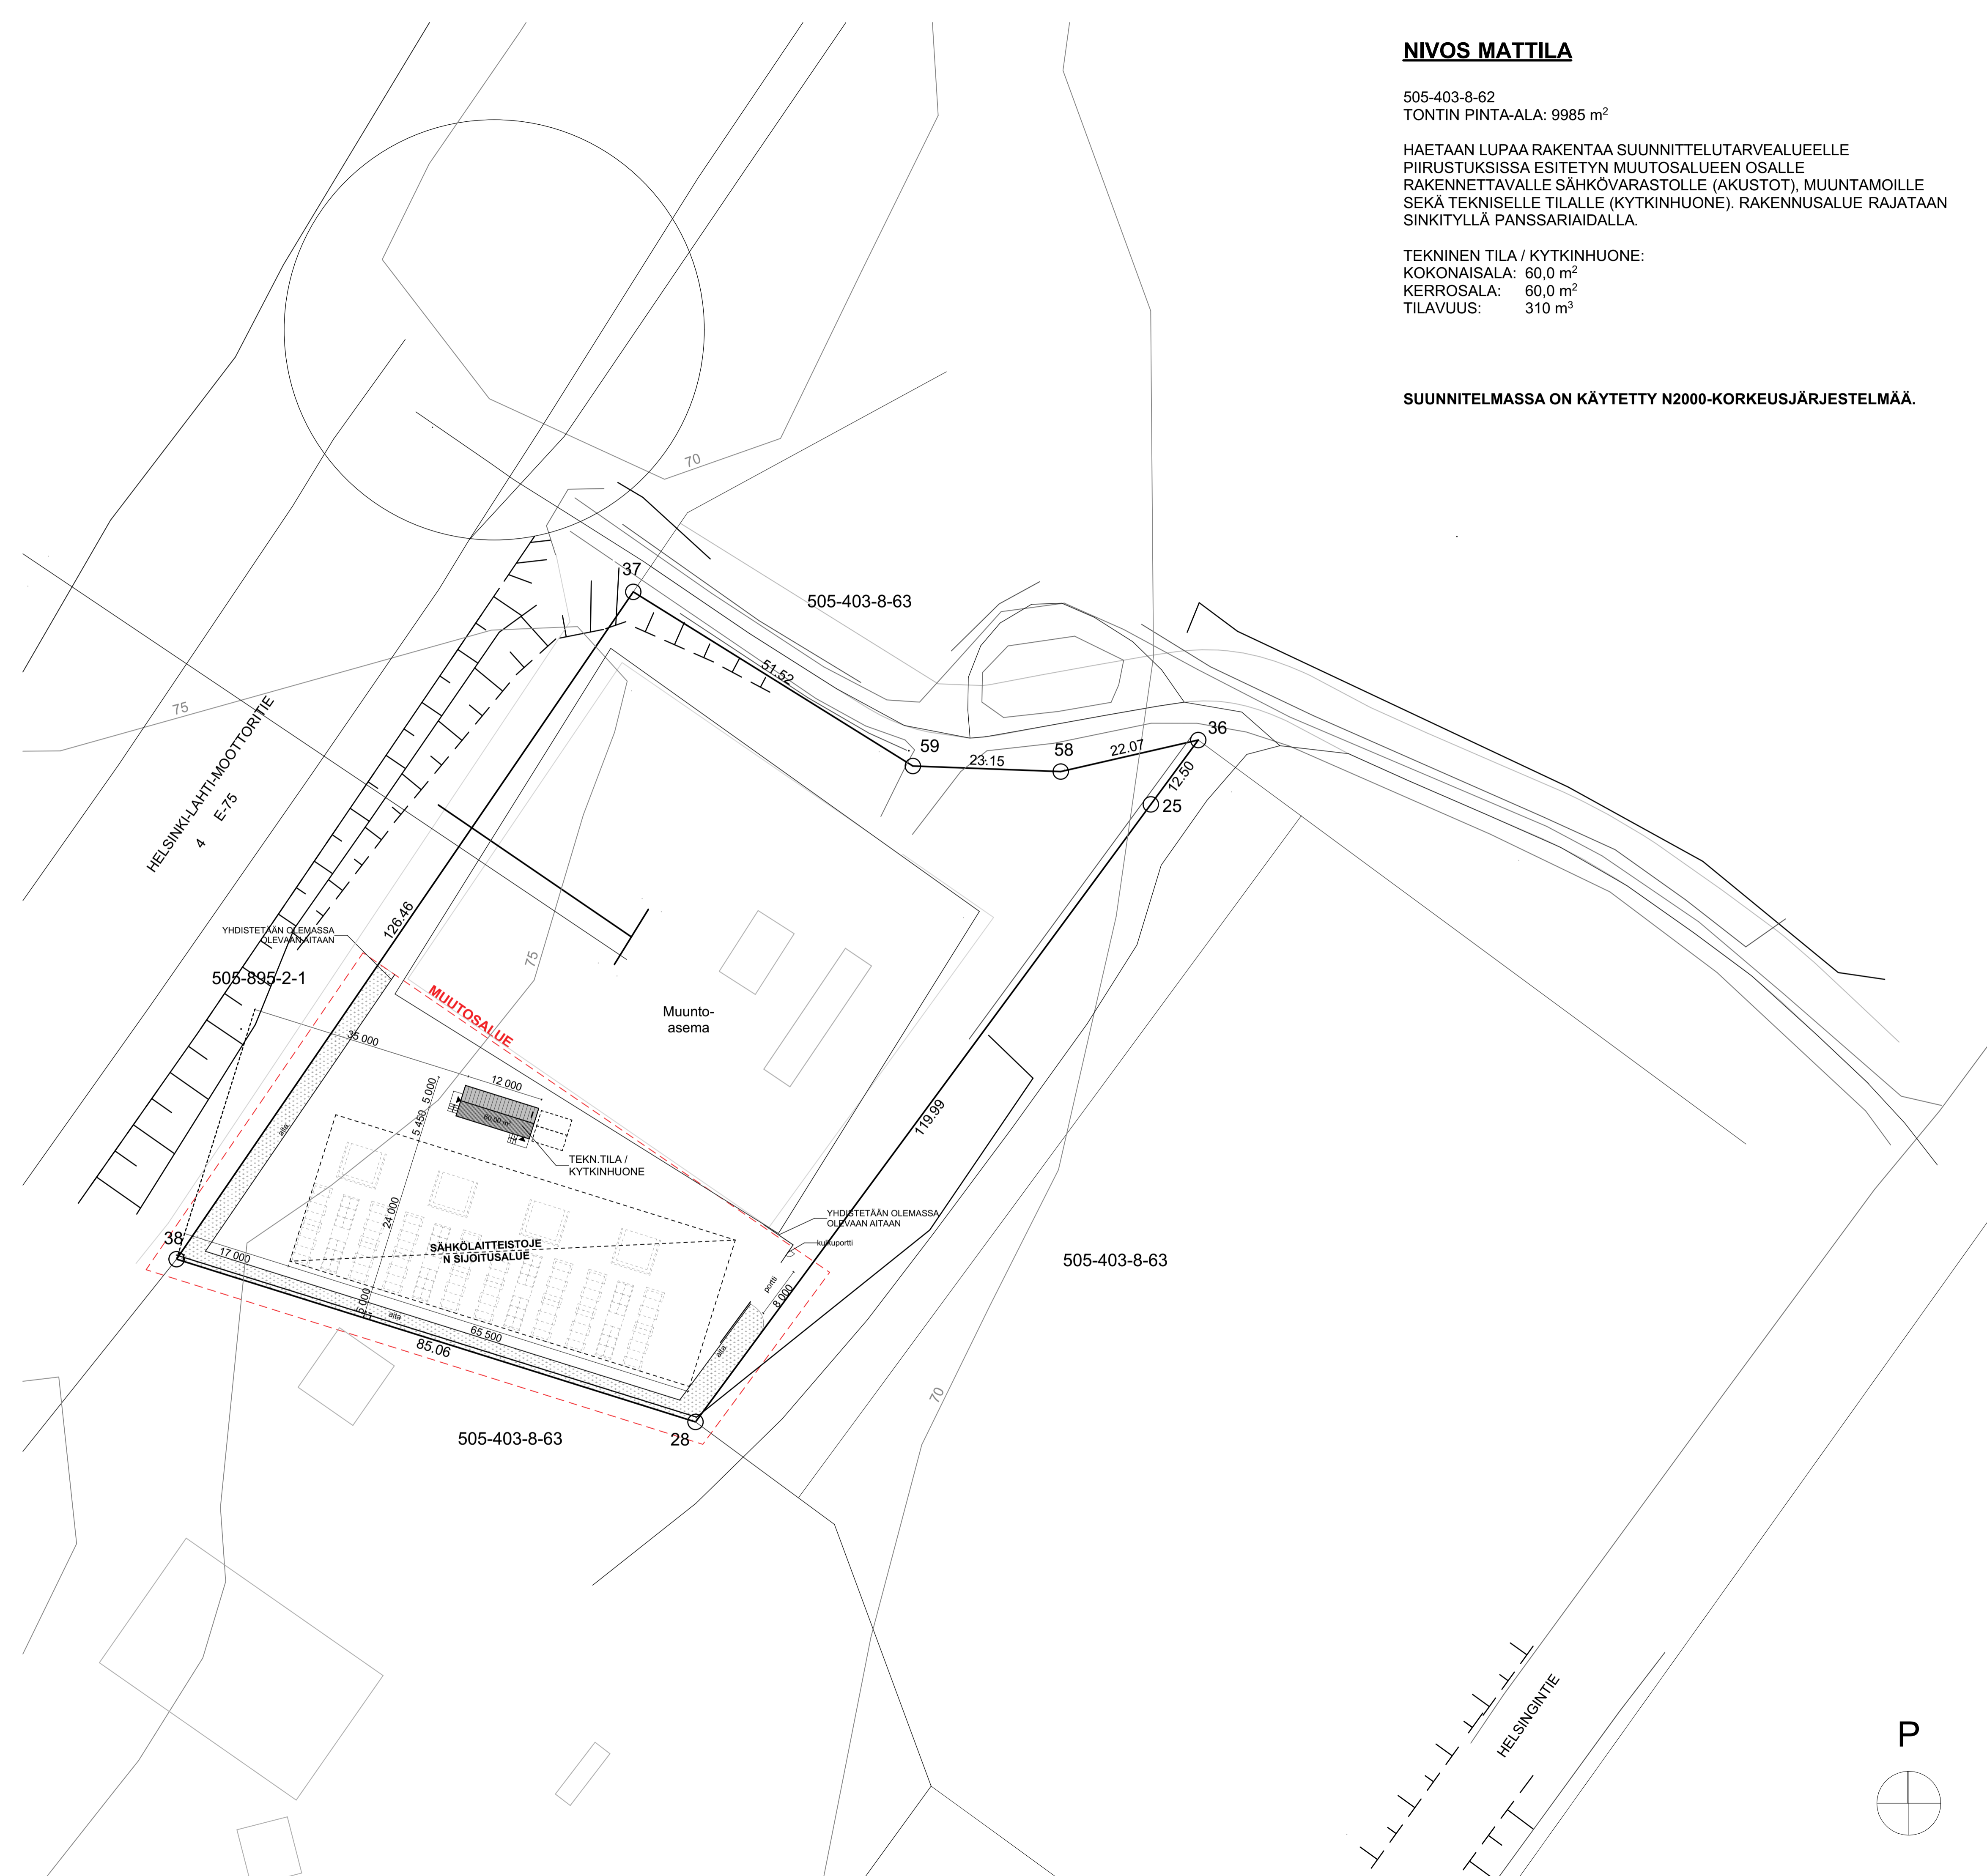 NIVOS MATTILA
505-403-8-62
TONTIN PINTA-ALA: 9985 m²
HAETAAN LUPAA RAKENTAA SUUNNITTELUTARVEALUEELLE
PIIRUSTUKSISSA ESITETYN MUUTOSALUEEN OSALLE
RAKENNETTAVALLE SÄHKÖVARASTOLLE (AKUSTOT), MUUNTAMOILLE
SEKÄ TEKNISELLE TILALLE (KYTKINHUONE). RAKENNUSALUE RAJATAAN
SINKITYLLÄ PANSSARIAIDALLA.
TEKNINEN TILA / KYTKINHUONE:
KOKONAISALA: 60,0 m²
KERROSALA: 60,0 m²
TILAVUUS: 310 m³
SUUNNITELMASSA ON KÄYTETTY N2000-KORKEUSJÄRJESTELMÄÄ.
70
37
505-403-8-63
51.52
75
HELSINKI-LAHTI-MOOTTORITIE
4 E-75
59
58
36
23.15
22.07
12.50
25
126.46
YHDISTETÄÄN OLEMASSA
OLEVAAN AITAAN
505-895-2-1
75
MUUTOSALUE
Muunto-
asema
35 000
12 000
5 000
5 450
60.00 m²
119.99
aita
TEKN.TILA /
KYTKINHUONE
24 000
YHDISTETÄÄN OLEMASSA
OLEVAAN AITAAN
kulkuportti
38
17 000
SÄHKÖLAITTEISTOJE
N SIJOITUSALUE
505-403-8-63
portti
8 000
5 000
aita
65 500
85.06
aita
70
505-403-8-63
28
HELSINGINTIE
P